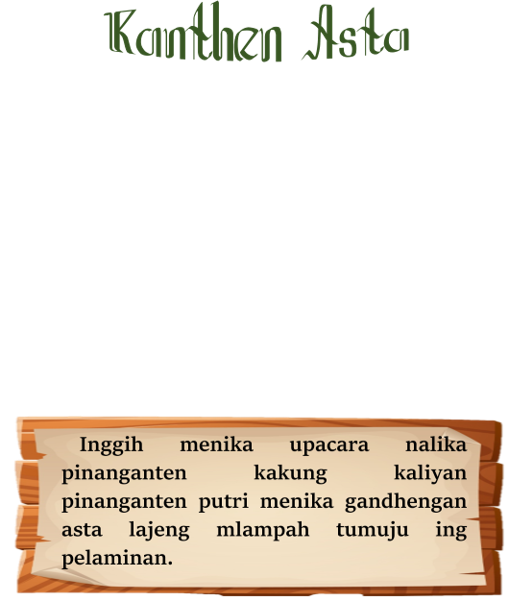 Kanthen Asta
Inggih menika upacara nalika
pinanganten kakung kaliyan
pinanganten putri menika gandhengan
asta lajeng mlampah tumuju ing
pelaminan.